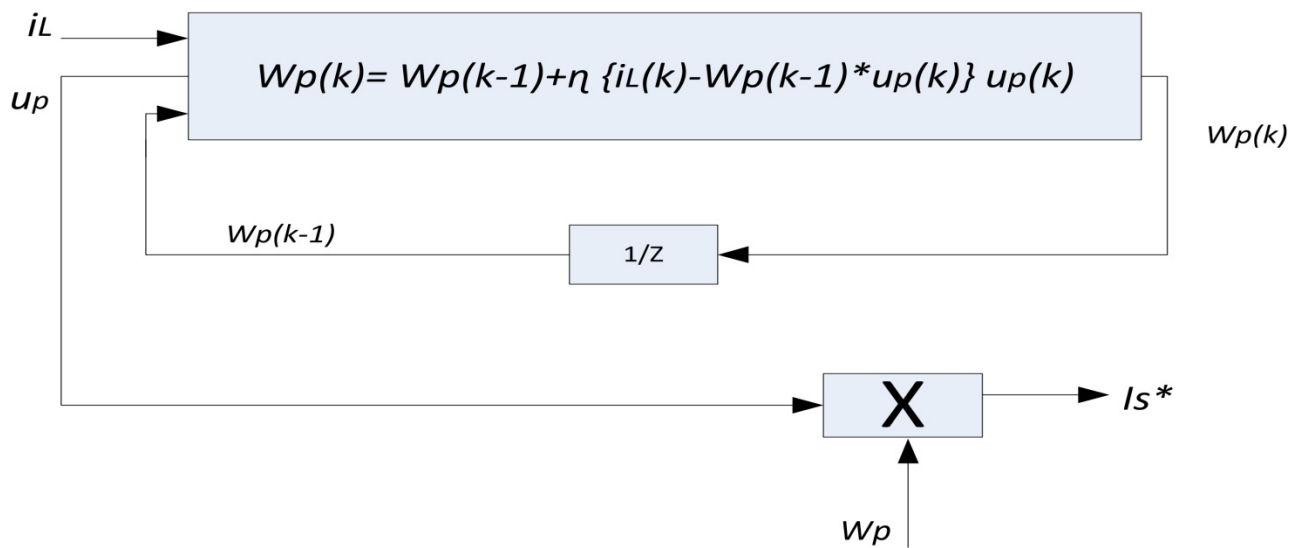 iL
Wp(k)= Wp(k-1)+η {iL(k)-Wp(k-1)*up(k)} up(k)
up
Wp(k)
Wp(k-1)
1/Z
X
Is*
Wp